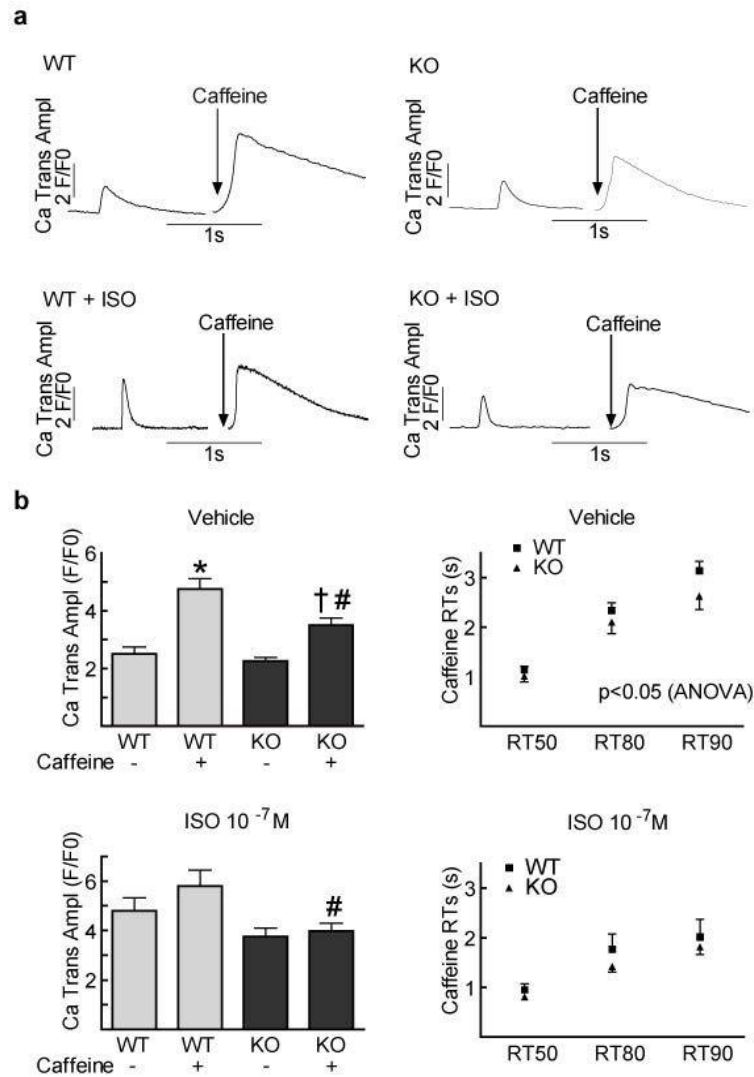 a
WT
Caffeine
Ca Trans Ampl
2 F/F0
1s
KO
Caffeine
Ca Trans Ampl
2 F/F0
1s
WT + ISO
Caffeine
Ca Trans Ampl
2 F/F0
1s
KO + ISO
Caffeine
Ca Trans Ampl
2 F/F0
1s
b
Vehicle
Ca Trans Ampl (F/F0)
6
4
2
*
† #
WT WT KO KO
Caffeine - + - +
Vehicle
WT
KO
Caffeine RTs (s)
3
2
1
p<0.05 (ANOVA)
RT50 RT80 RT90
ISO 10 -7M
Ca Trans Ampl (F/F0)
6
4
2
#
WT WT KO KO
Caffeine - + - +
ISO 10 -7M
WT
KO
Caffeine RTs (s)
3
2
1
RT50 RT80 RT90